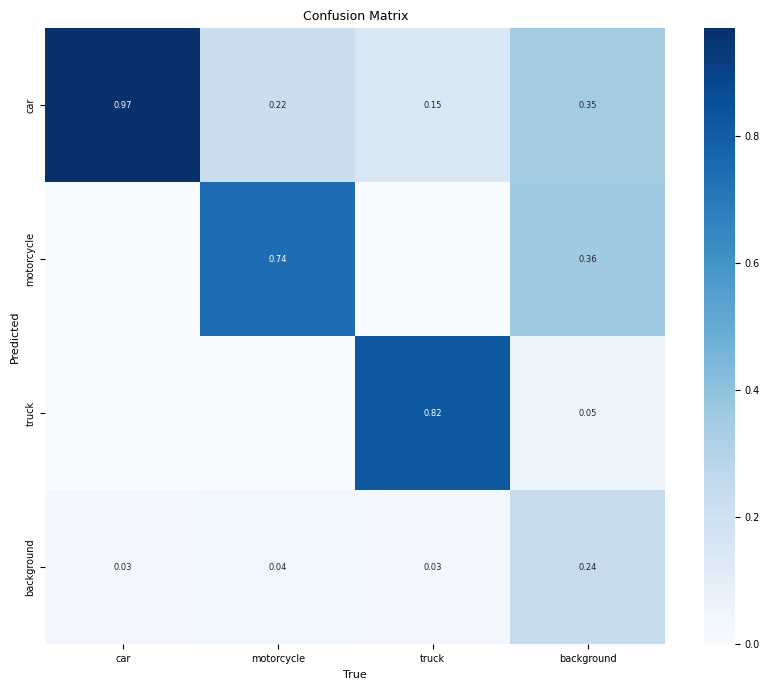 Confusion Matrix
car
0.97 0.22 0.15 0.35
motorcycle
0.74 0.36
truck
0.82 0.05
background
0.03 0.04 0.03 0.24
Predicted
car motorcycle truck background
True
0.8
0.6
0.4
0.2
0.0